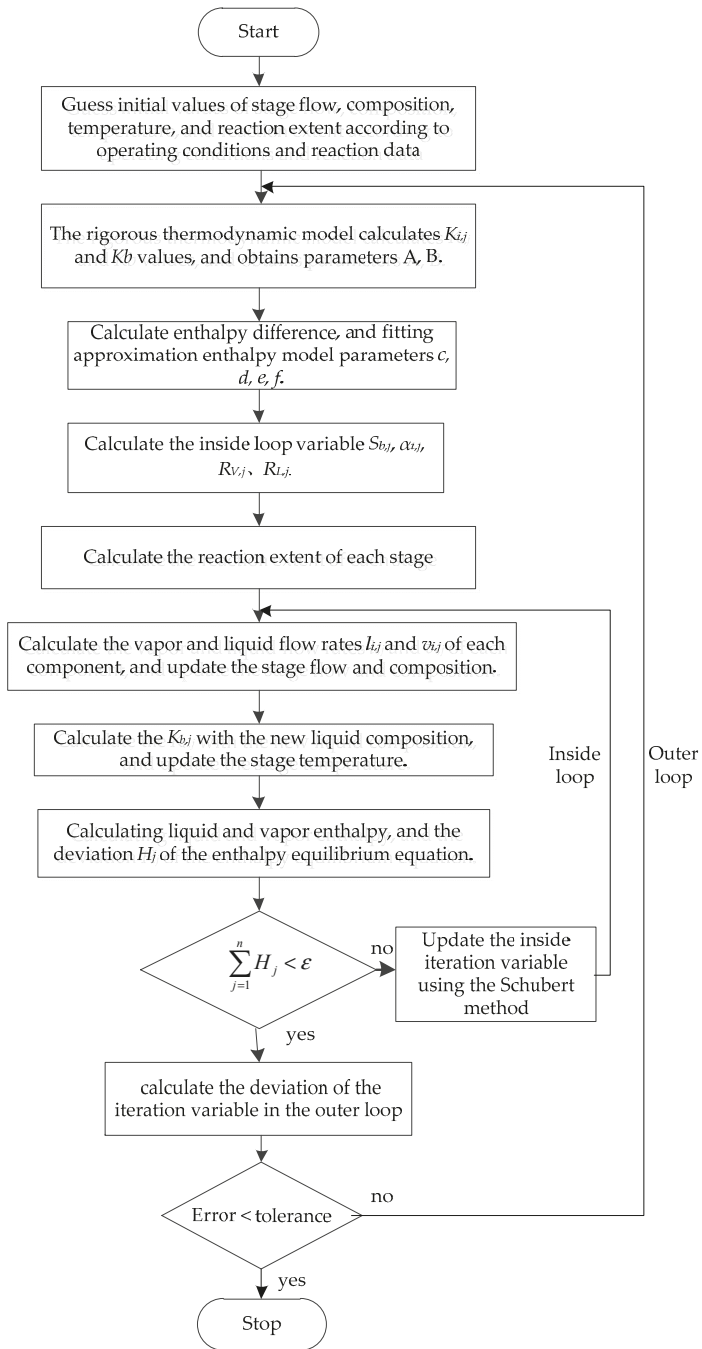 Start
Guess initial values of stage flow, composition,
temperature, and reaction extent according to
operating conditions and reaction data
The rigorous thermodynamic model calculates Ki,j
and Kb values, and obtains parameters A, B.
Calculate enthalpy difference, and fitting
approximation enthalpy model parameters c,
d, e, f.
Calculate the inside loop variable Sb,j, αi,j,
RV,j、RL,j.
Calculate the reaction extent of each stage
Calculate the vapor and liquid flow rates li,j and vi,j of each
component, and update the stage flow and composition.
Calculate the Kb,j with the new liquid composition,
and update the stage temperature.
Inside
loop
Outer
loop
Calculating liquid and vapor enthalpy, and the
deviation Hj of the enthalpy equilibrium equation.
n
∑ H j < ε
j=1
no
Update the inside
iteration variable
using the Schubert
method
yes
calculate the deviation of the
iteration variable in the outer loop
Error < tolerance
no
yes
Stop